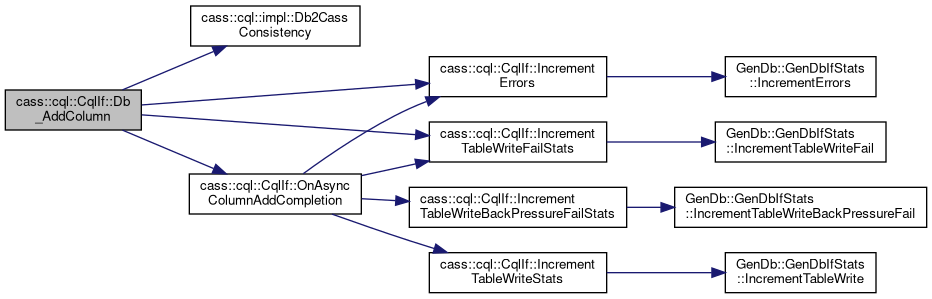 cass::cql::impl::Db2Cass
Consistency
cass::cql::CqlIf::Db
_AddColumn
cass::cql::CqlIf::Increment
Errors
GenDb::GenDbIfStats
::IncrementErrors
cass::cql::CqlIf::Increment
TableWriteFailStats
GenDb::GenDbIfStats
::IncrementTableWriteFail
cass::cql::CqlIf::OnAsync
ColumnAddCompletion
cass::cql::CqlIf::Increment
TableWriteBackPressureFailStats
GenDb::GenDbIfStats
::IncrementTableWriteBackPressureFail
cass::cql::CqlIf::Increment
TableWriteStats
GenDb::GenDbIfStats
::IncrementTableWrite